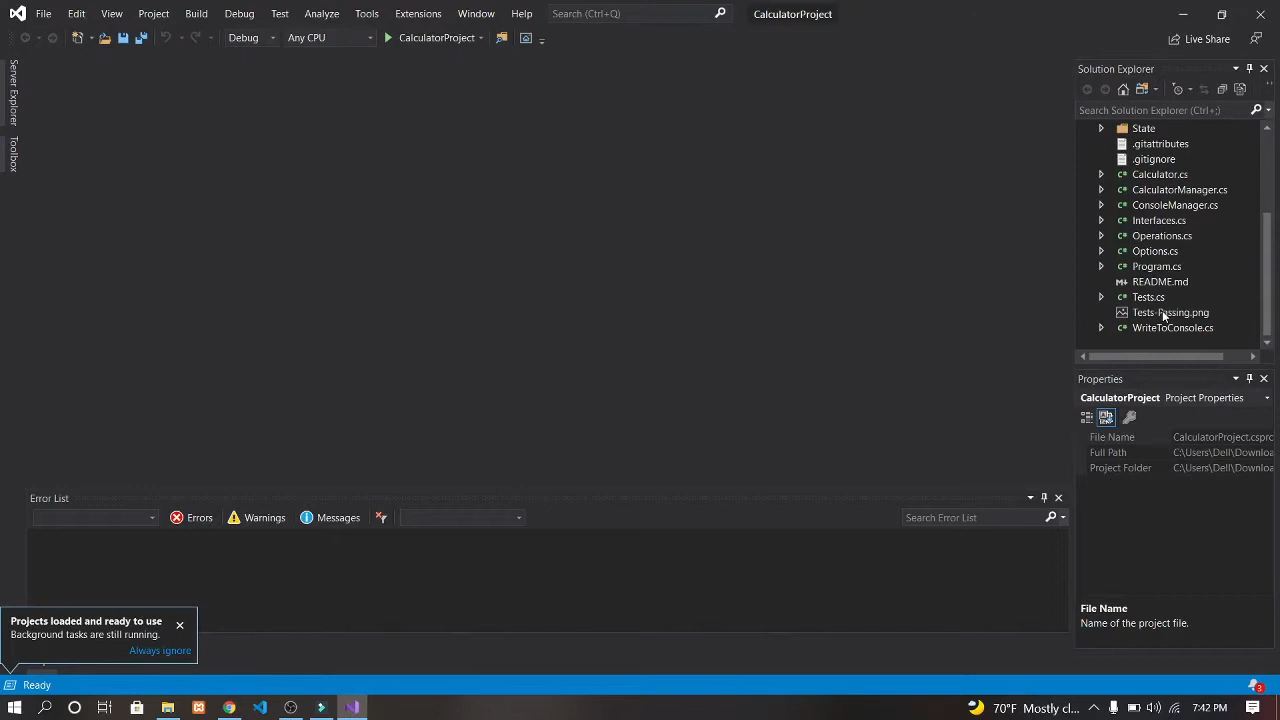 File Edit View Project Build Debug Test Analyze Tools Extensions Window Help Search (Ctrl+Q) CalculatorProject
Debug Any CPU CalculatorProject Live Share
Server Explorer
Toolbox
Solution Explorer
Search Solution Explorer (Ctrl+;)
State
.gitattributes
.gitignore
C# Calculator.cs
C# CalculatorManager.cs
C# ConsoleManager.cs
C# Interfaces.cs
C# Operations.cs
C# Options.cs
C# Program.cs
M↓ README.md
C# Tests.cs
Tests-Passing.png
C# WriteToConsole.cs
Properties
CalculatorProject Project Properties
File Name CalculatorProject.csprc
Full Path C:\Users\Dell\Downloa
Project Folder C:\Users\Dell\Downloa
File Name
Name of the project file.
Error List
Errors Warnings Messages Search Error List
Projects loaded and ready to use
Background tasks are still running.
Always ignore
Ready 3
70°F Mostly cl... 7:42 PM